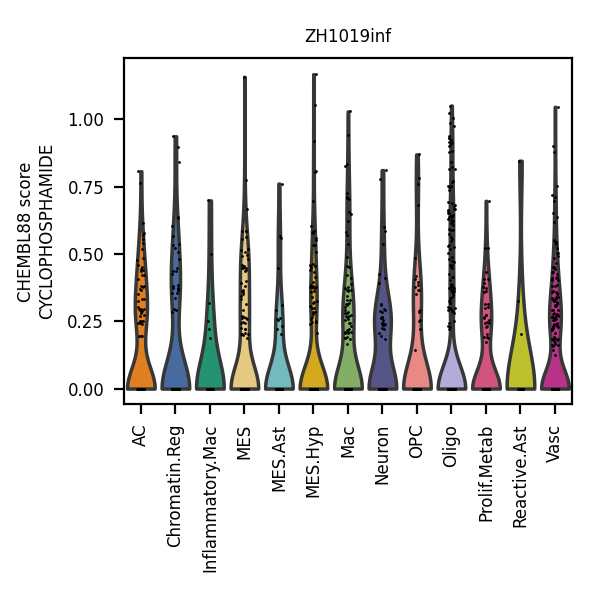 ZH1019inf
CHEMBL88 score
CYCLOPHOSPHAMIDE
1.00
0.75
0.50
0.25
0.00
AC
Chromatin.Reg
Inflammatory.Mac
MES
MES.Ast
MES.Hyp
Mac
Neuron
OPC
Oligo
Prolif.Metab
Reactive.Ast
Vasc